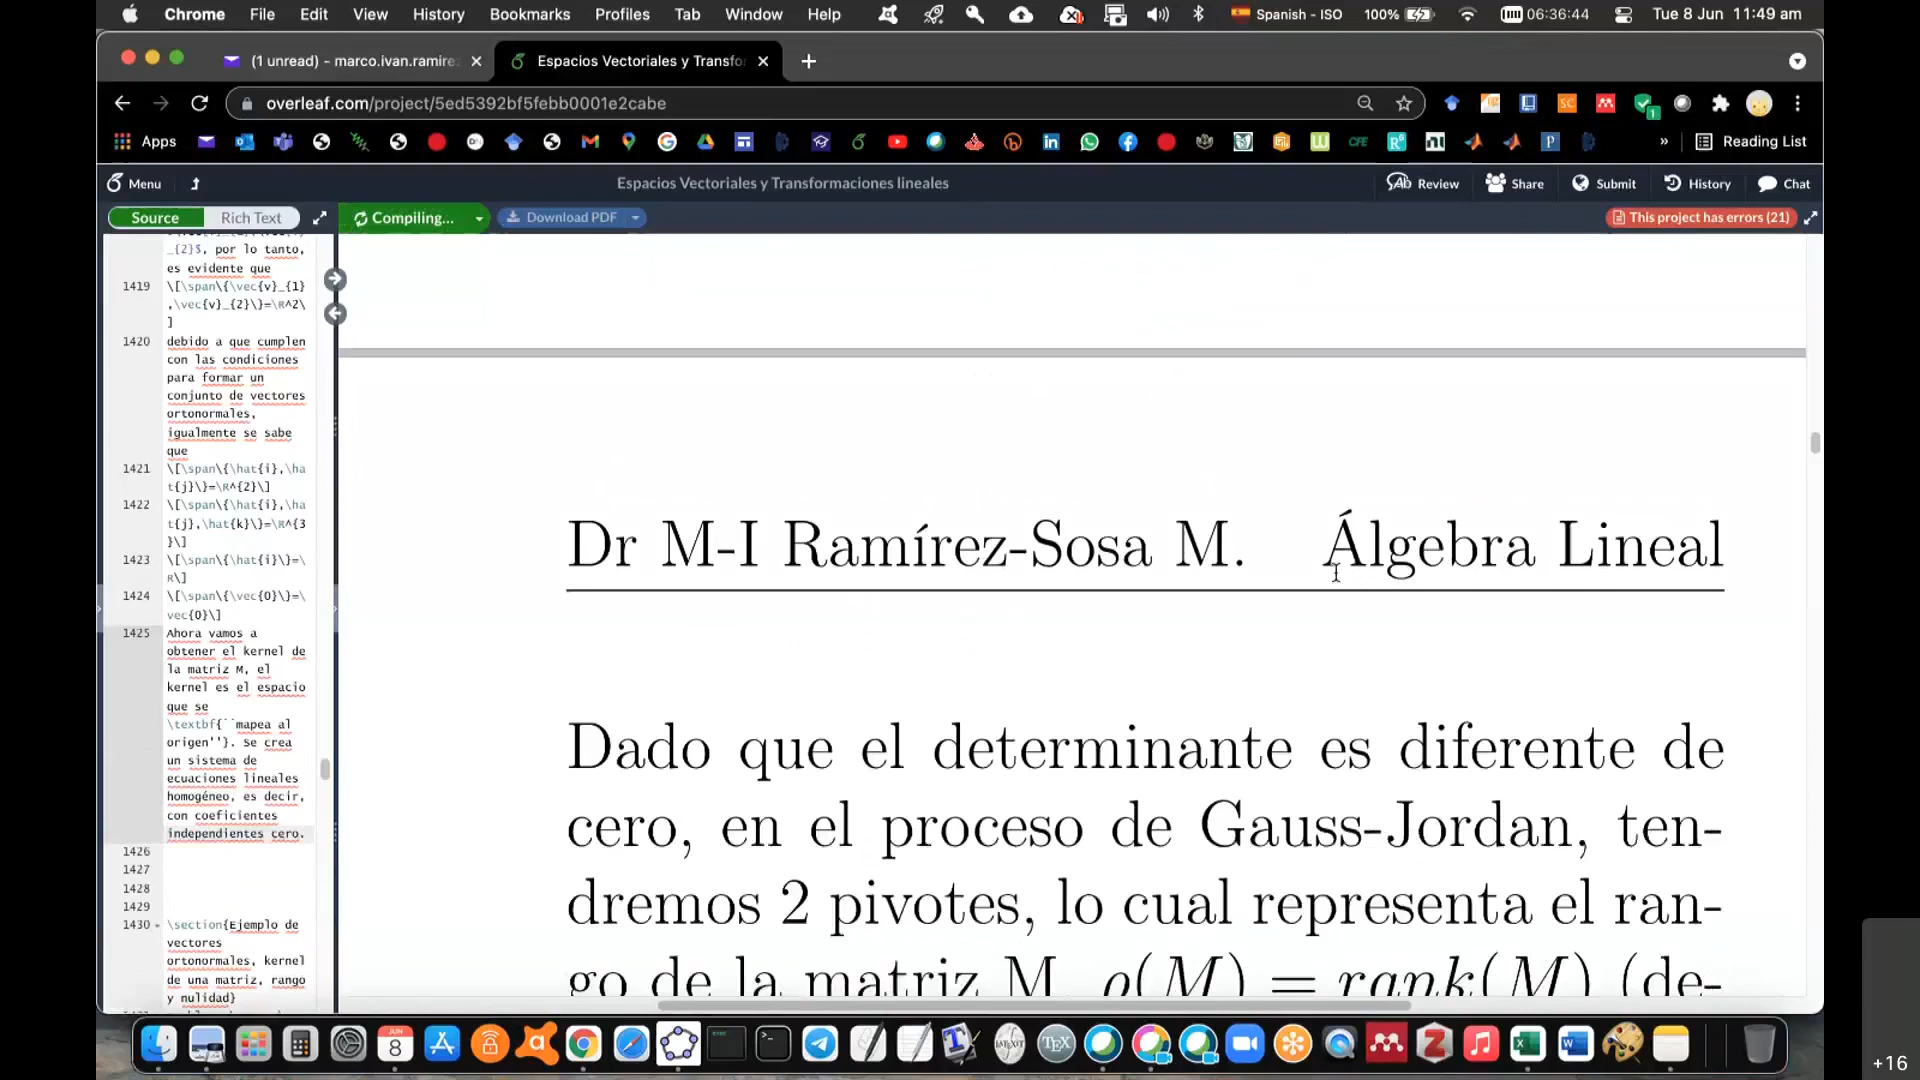 Chrome File Edit View History Bookmarks Profiles Tab Window Help Spanish - ISO 100% 06:36:44 Tue 8 Jun 11:49 am
(1 unread) - marco.ivan.ramire
Espacios Vectoriales y Transfo
overleaf.com/project/5ed5392bf5febb0001e2cabe
Apps
» Reading List
Menu
Espacios Vectoriales y Transformaciones lineales
Review Share Submit History Chat
Source Rich Text
Compiling...
Download PDF
This project has errors (21)
_{2}$, por lo tanto,
es evidente que
1419 \[\span\{\vec{v}_{1}
,\vec{v}_{2}\}=\R^2\
]
1420 debido a que cumplen
con las condiciones
para formar un
conjunto de vectores
ortonormales,
igualmente se sabe
que
1421 \[\span\{\hat{i},\ha
t{j}\}=\R^{2}\]
1422 \[\span\{\hat{i},\ha
t{j},\hat{k}\}=\R^{3
}\]
1423 \[\span\{\hat{i}\}=\
R\]
1424 \[\span\{\vec{0}\}=\
vec{0}\]
1425 Ahora vamos a
obtener el kernel de
la matriz M, el
kernel es el espacio
que se
\textbf{``mapea al
origen''}. Se crea
un sistema de
ecuaciones lineales
homogéneo, es decir,
con coeficientes
independientes cero.
1426
1427
1428
1429
1430 \section{Ejemplo de
vectores
ortonormales, kernel
de una matriz, rango
y nulidad}
Dr M-I Ramírez-Sosa M. Álgebra Lineal
Dado que el determinante es diferente de
cero, en el proceso de Gauss-Jordan, ten-
dremos 2 pivotes, lo cual representa el ran-
go de la matriz M, ρ(M) = rank(M) (de-
+16